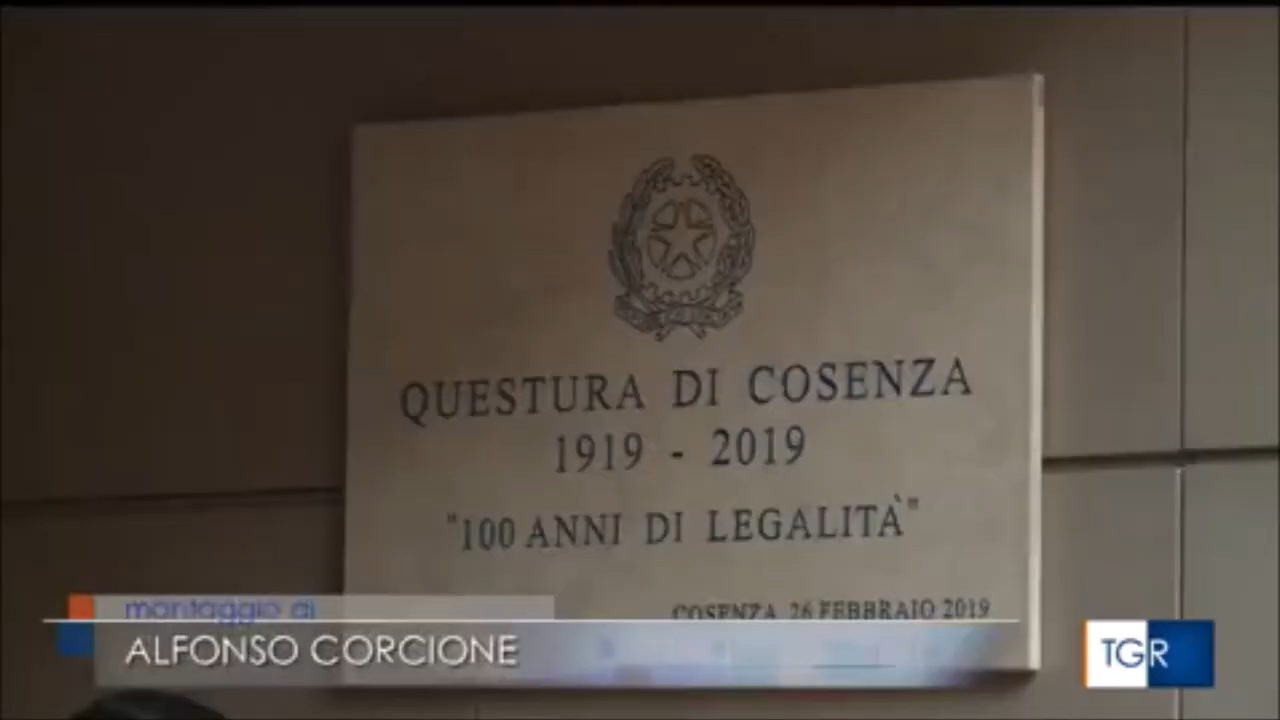 QUESTURA DI COSENZA
1919 - 2019
"100 ANNI DI LEGALITÀ"
COSENZA, 26 FEBBRAIO 2019
montaggio di
ALFONSO CORCIONE
TGR